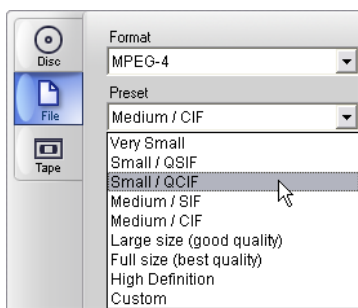 Disc
File
Tape
Format
MPEG-4
Preset
Medium / CIF
Very Small
Small / QSIF
Small / QCIF
Medium / SIF
Medium / CIF
Large size (good quality)
Full size (best quality)
High Definition
Custom